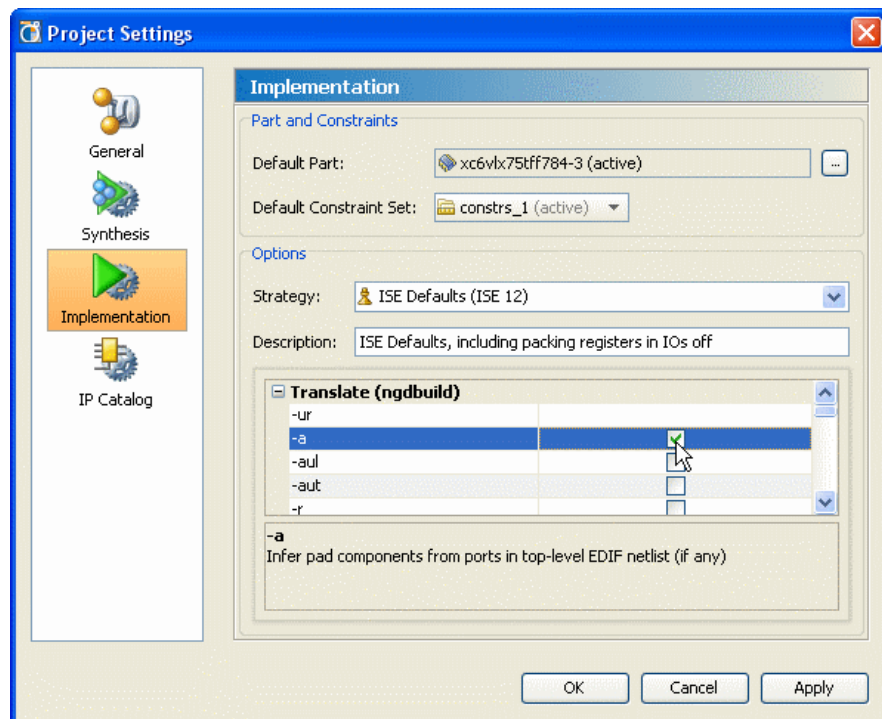 Project Settings
General
Synthesis
Implementation
IP Catalog
Implementation
Part and Constraints
Default Part: xc6vlx75tff784-3 (active) ...
Default Constraint Set: constrs_1 (active)
Options
Strategy: ISE Defaults (ISE 12)
Description: ISE Defaults, including packing registers in IOs off
Translate (ngdbuild)
-ur
-a
-aul
-aut
-r
-a
Infer pad components from ports in top-level EDIF netlist (if any)
OK Cancel Apply